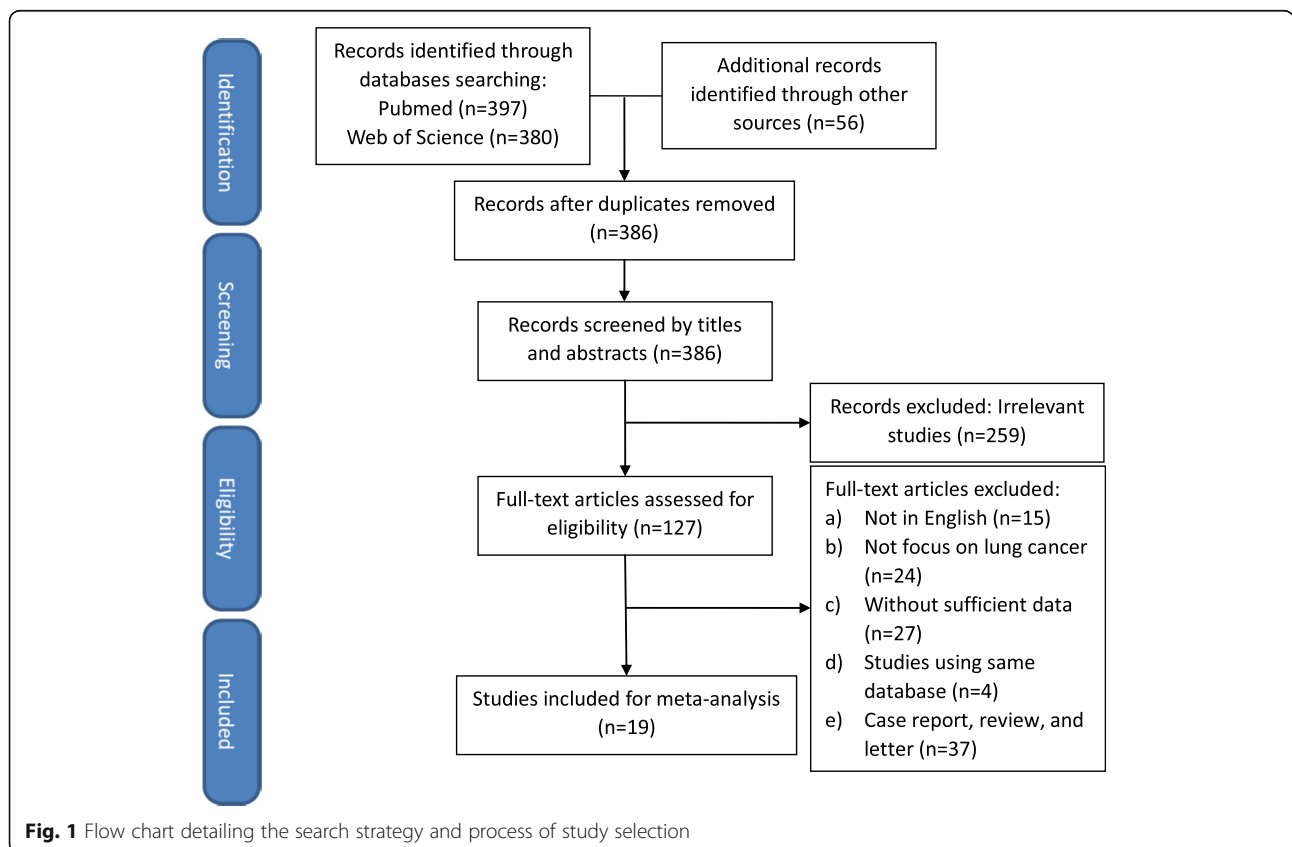 Identification
Records identified through
databases searching:
Pubmed (n=397)
Web of Science (n=380)
Additional records
identified through other
sources (n=56)
Records after duplicates removed
(n=386)
Screening
Records screened by titles
and abstracts (n=386)
Records excluded: Irrelevant
studies (n=259)
Eligibility
Full-text articles assessed for
eligibility (n=127)
Full-text articles excluded:
a) Not in English (n=15)
b) Not focus on lung cancer
(n=24)
c) Without sufficient data
(n=27)
d) Studies using same
database (n=4)
e) Case report, review, and
letter (n=37)
Included
Studies included for meta-analysis
(n=19)
Fig. 1 Flow chart detailing the search strategy and process of study selection